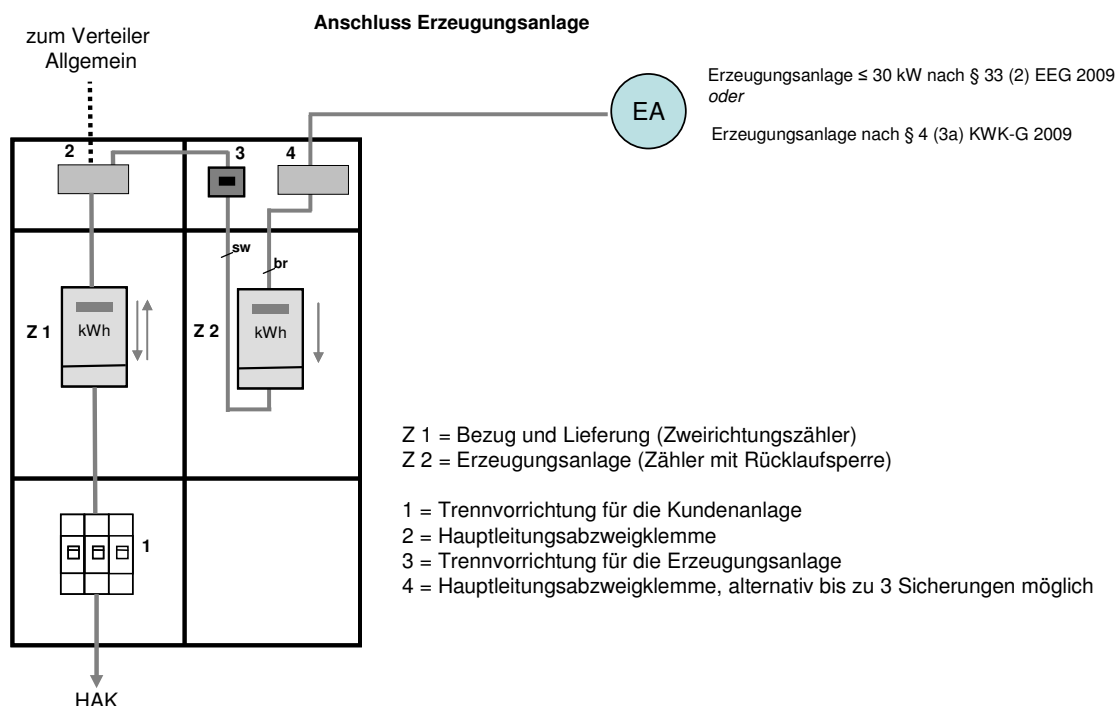 Anschluss Erzeugungsanlage
zum Verteiler
Allgemein
EA
Erzeugungsanlage ≤ 30 kW nach § 33 (2) EEG 2009
oder
Erzeugungsanlage nach § 4 (3a) KWK-G 2009
2
3
4
sw
br
Z 1
kWh
Z 2
kWh
Z 1 = Bezug und Lieferung (Zweirichtungszähler)
Z 2 = Erzeugungsanlage (Zähler mit Rücklaufsperre)
1 = Trennvorrichtung für die Kundenanlage
2 = Hauptleitungsabzweigklemme
3 = Trennvorrichtung für die Erzeugungsanlage
4 = Hauptleitungsabzweigklemme, alternativ bis zu 3 Sicherungen möglich
1
HAK